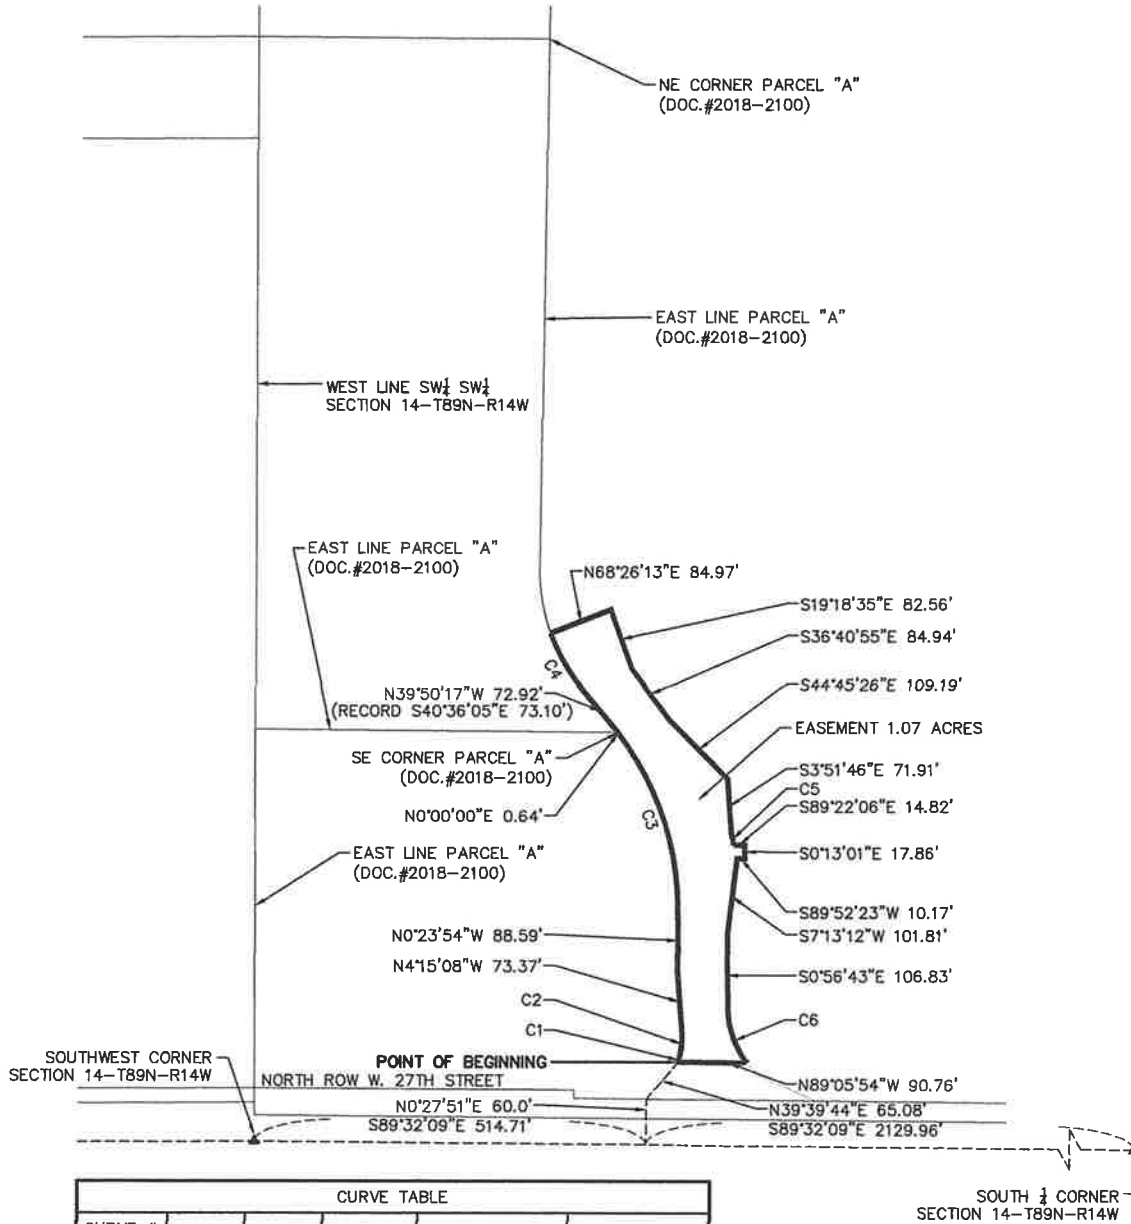 NE CORNER PARCEL "A"
(DOC.#2018-2100)
EAST LINE PARCEL "A"
(DOC.#2018-2100)
WEST LINE SW¼ SW¼
SECTION 14-T89N-R14W
EAST LINE PARCEL "A"
(DOC.#2018-2100)
N68°26'13"E 84.97'
S19°18'35"E 82.56'
S36°40'55"E 84.94'
C4
N39°50'17"W 72.92'
(RECORD S40°36'05"E 73.10')
S44°45'26"E 109.19'
EASEMENT 1.07 ACRES
SE CORNER PARCEL "A"
(DOC.#2018-2100)
S3°51'46"E 71.91'
C5
S89°22'06"E 14.82'
N0°00'00"E 0.64'
C3
S0°13'01"E 17.86'
EAST LINE PARCEL "A"
(DOC.#2018-2100)
S89°52'23"W 10.17'
S7°13'12"W 101.81'
N0°23'54"W 88.59'
N4°15'08"W 73.37'
S0°56'43"E 106.83'
C2
C6
C1
SOUTHWEST CORNER
SECTION 14-T89N-R14W
POINT OF BEGINNING
NORTH ROW W. 27TH STREET
N89°05'54"W 90.76'
N0°27'51"E 60.0'
N39°39'44"E 65.08'
S89°32'09"E 514.71'
S89°32'09"E 2129.96'
CURVE TABLE
SOUTH ¼ CORNER
SECTION 14-T89N-R14W